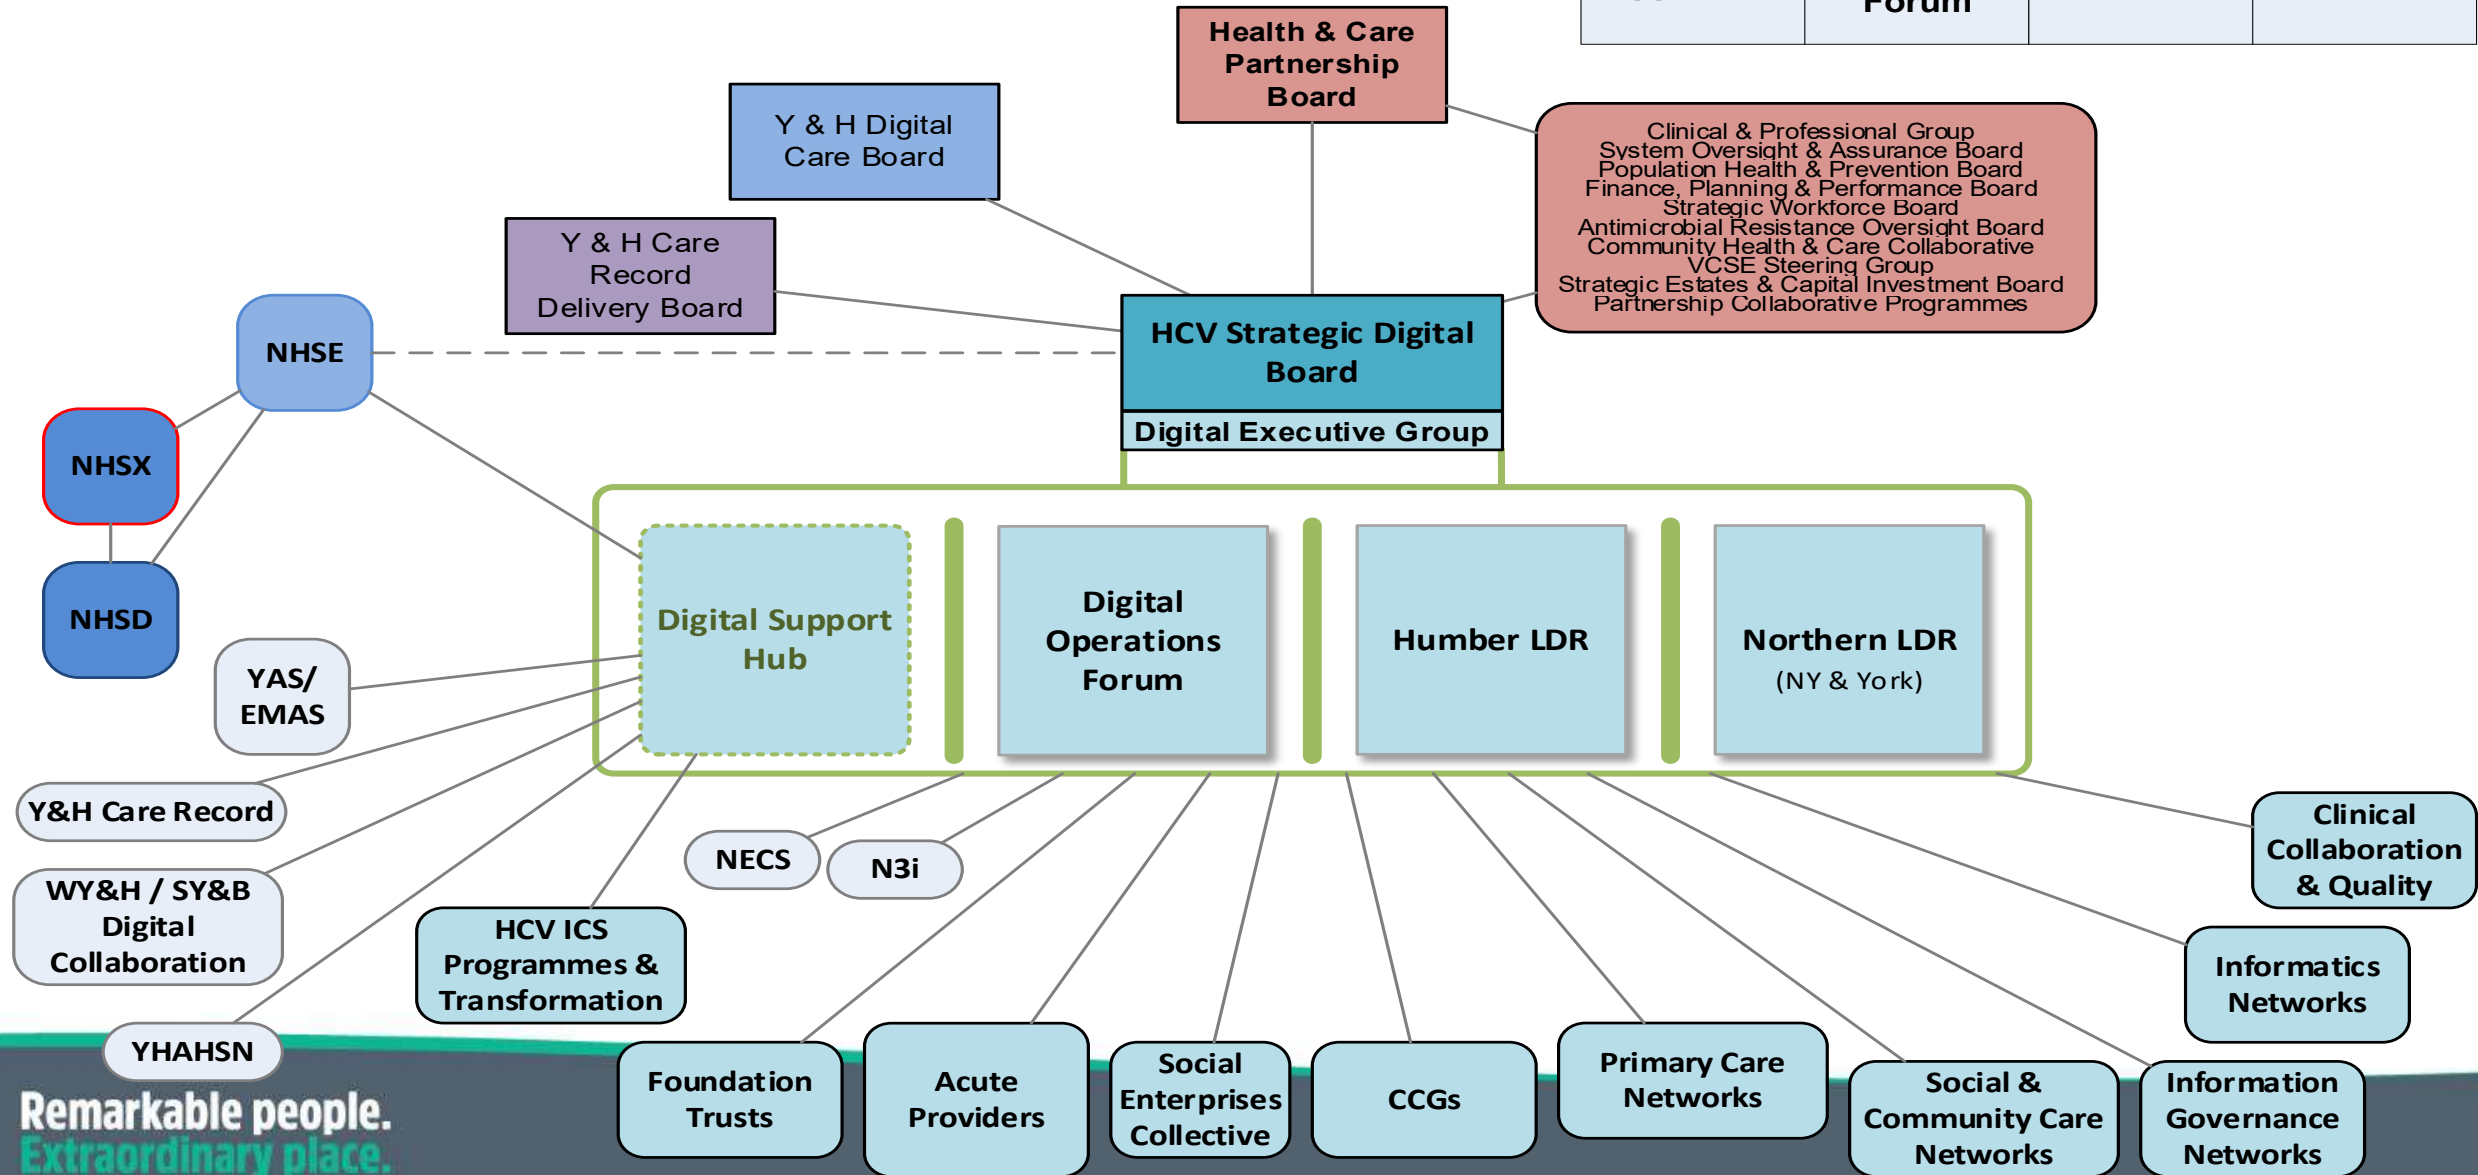 Forum
Health & Care
Partnership
Board
Y & H Digital
Care Board
Clinical & Professional Group
System Oversight & Assurance Board
Population Health & Prevention Board
Finance, Planning & Performance Board
Strategic Workforce Board
Antimicrobial Resistance Oversight Board
Community Health & Care Collaborative
VCSE Steering Group
Strategic Estates & Capital Investment Board
Partnership Collaborative Programmes
Y & H Care
Record
Delivery Board
NHSE
HCV Strategic Digital
Board
Digital Executive Group
NHSX
NHSD
Digital Support
Hub
Digital
Operations
Forum
Humber LDR
Northern LDR
(NY & York)
YAS/
EMAS
Y&H Care Record
WY&H / SY&B
Digital
Collaboration
YHAHSN
HCV ICS
Programmes &
Transformation
NECS
N3i
Foundation
Trusts
Acute
Providers
Social
Enterprises
Collective
CCGs
Primary Care
Networks
Social &
Community Care
Networks
Information
Governance
Networks
Informatics
Networks
Clinical
Collaboration
& Quality
Remarkable people.
Extraordinary place.